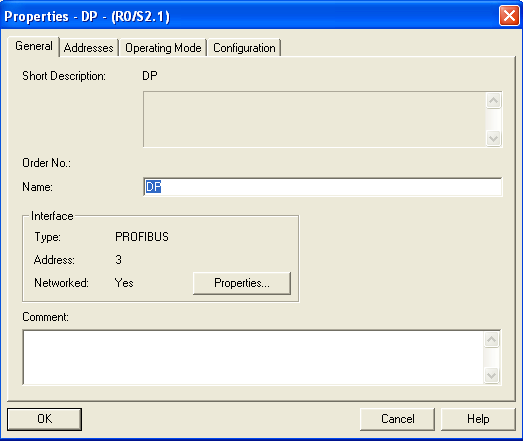 Properties - DP - (R0/S2.1)
General Addresses Operating Mode Configuration
Short Description: DP
Order No.:
Name: DP
Interface
Type: PROFIBUS
Address: 3
Networked: Yes Properties...
Comment:
OK Cancel Help